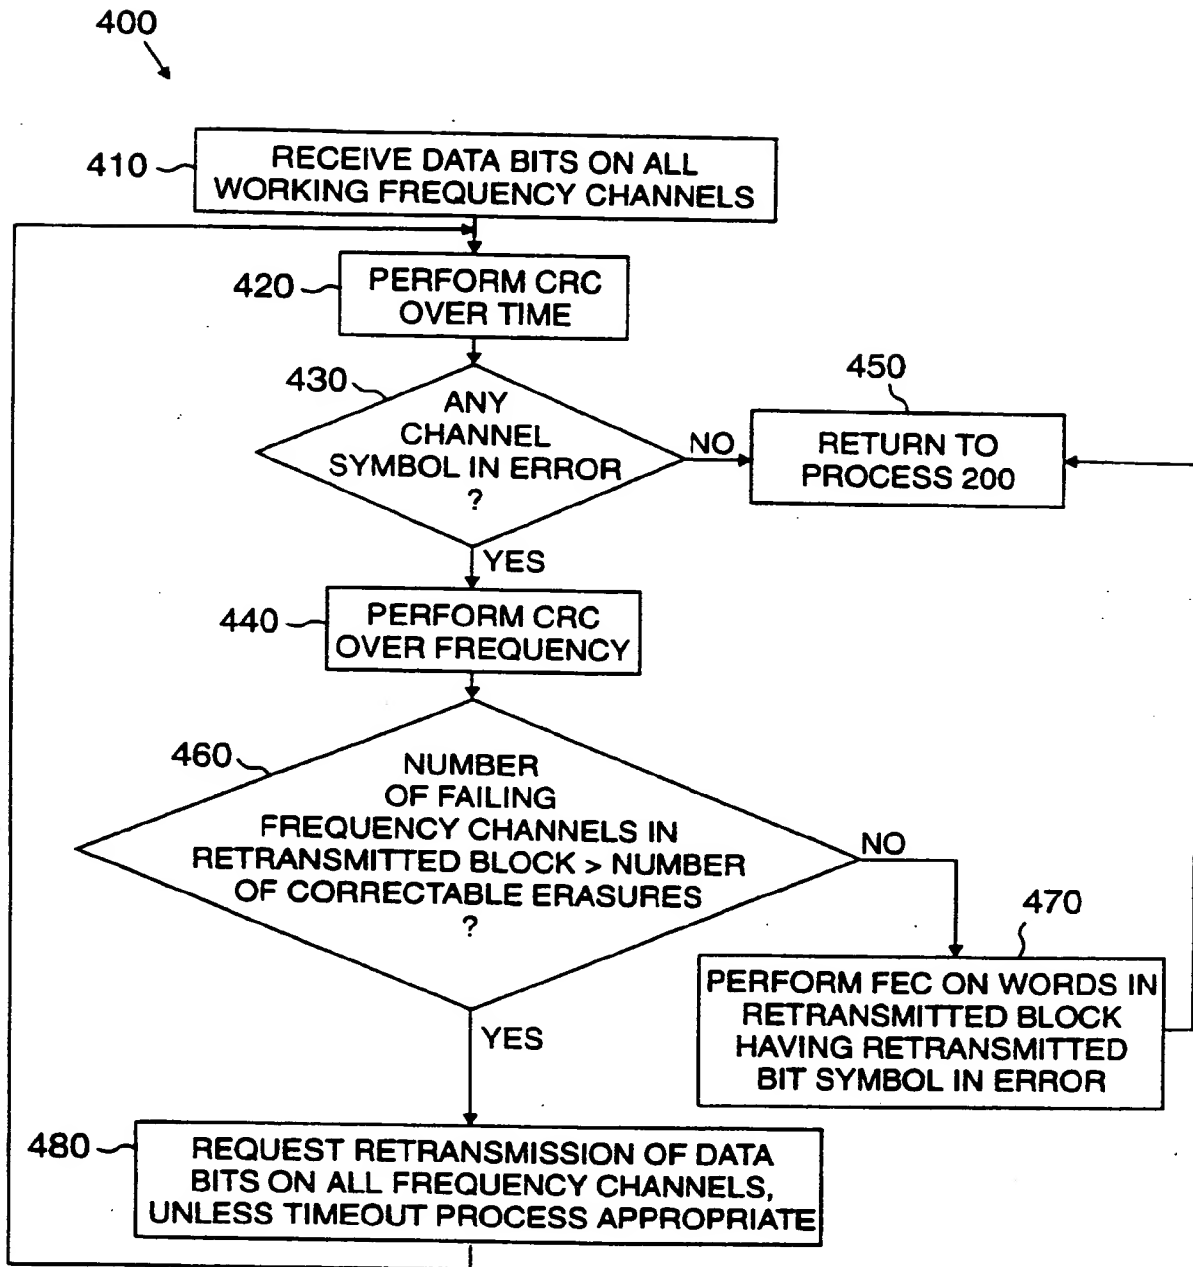 400
410
RECEIVE DATA BITS ON ALL
WORKING FREQUENCY CHANNELS
420
PERFORM CRC
OVER TIME
430
ANY
CHANNEL
SYMBOL IN ERROR
?
NO
450
RETURN TO
PROCESS 200
YES
440
PERFORM CRC
OVER FREQUENCY
460
NUMBER
OF FAILING
FREQUENCY CHANNELS IN
RETRANSMITTED BLOCK > NUMBER
OF CORRECTABLE ERASURES
?
NO
470
PERFORM FEC ON WORDS IN
RETRANSMITTED BLOCK
HAVING RETRANSMITTED
BIT SYMBOL IN ERROR
YES
480
REQUEST RETRANSMISSION OF DATA
BITS ON ALL FREQUENCY CHANNELS,
UNLESS TIMEOUT PROCESS APPROPRIATE